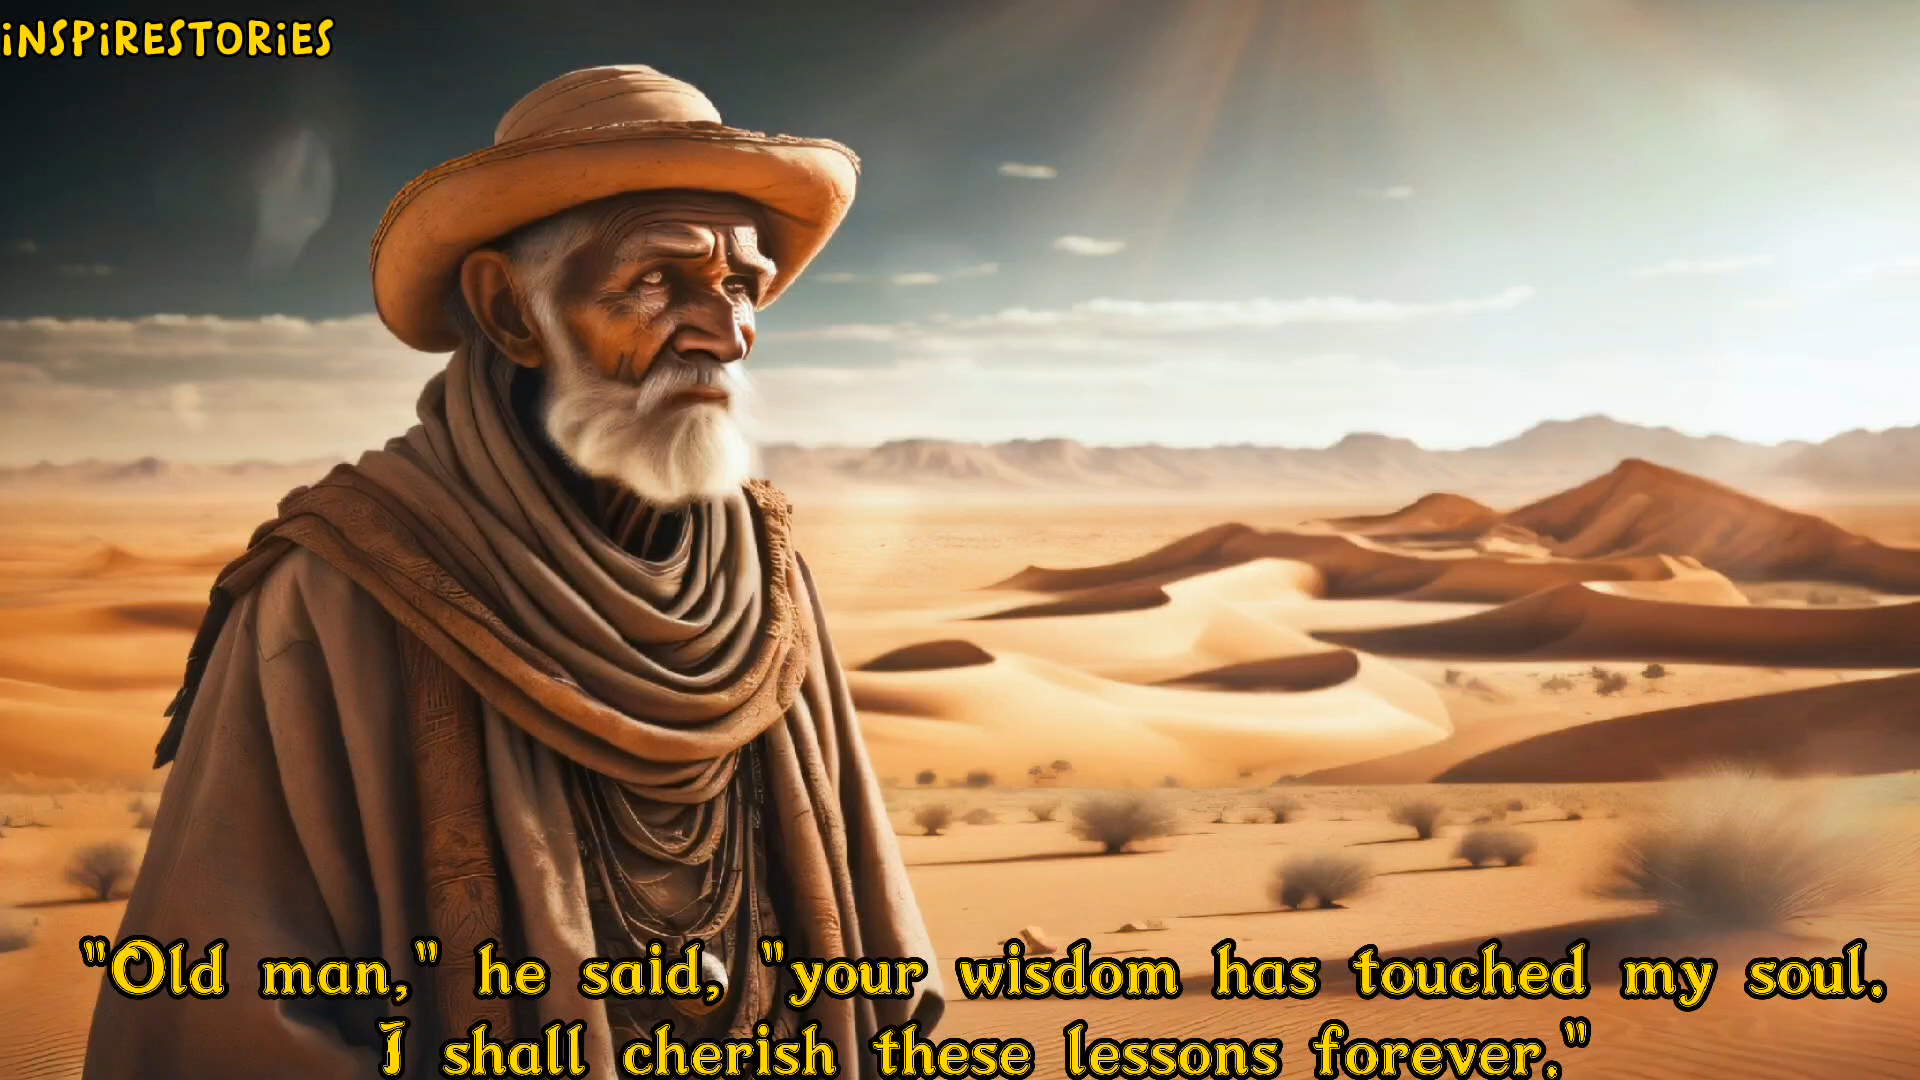 iNSPiRESTORiES
"Old man," he said, "your wisdom has touched my soul.
I shall cherish these lessons forever."